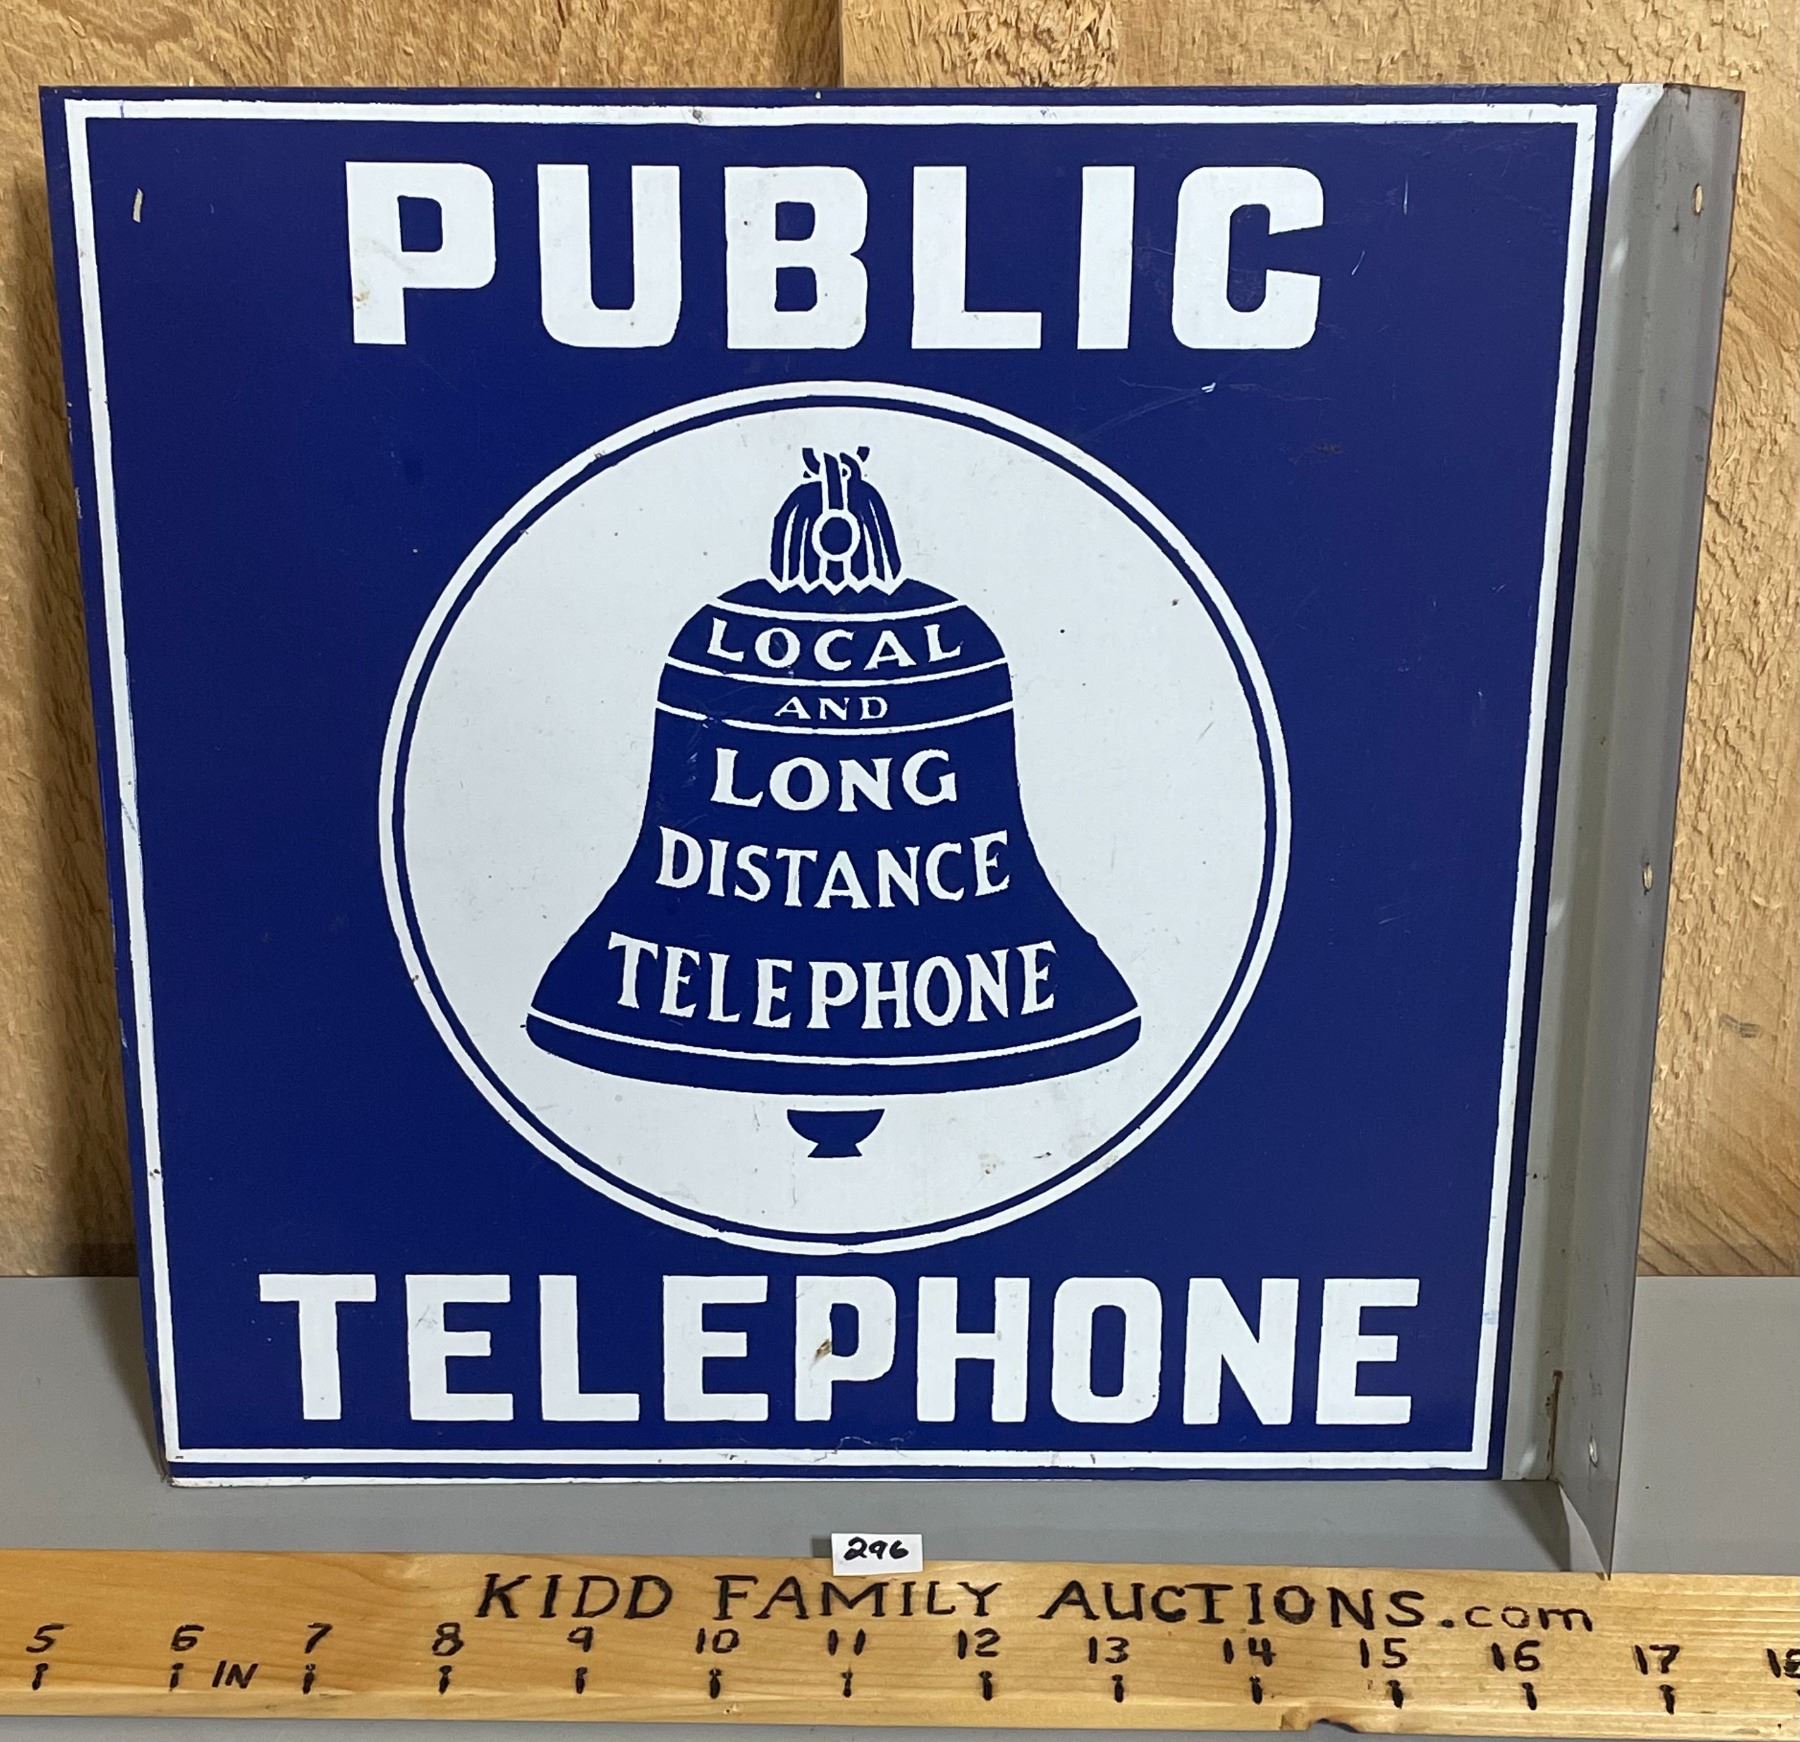 PUBLIC
LOCAL
AND
LONG
DISTANCE
TELEPHONE
TELEPHONE
296
KIDD FAMILY AUCTIONS.com
5 6 7 8 9 10 11 12 13 14 15 16 17 18
IN